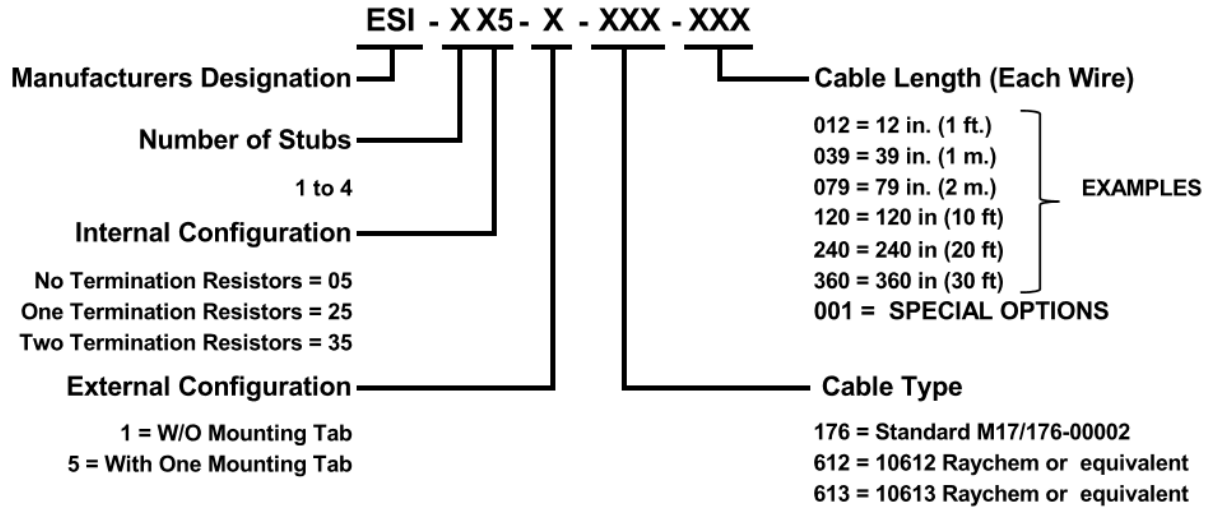 ESI - X X5 - X - XXX - XXX
Manufacturers Designation
Number of Stubs
1 to 4
Internal Configuration
No Termination Resistors = 05
One Termination Resistors = 25
Two Termination Resistors = 35
External Configuration
1 = W/O Mounting Tab
5 = With One Mounting Tab
Cable Length (Each Wire)
012 = 12 in. (1 ft.)
039 = 39 in. (1 m.)
079 = 79 in. (2 m.)
120 = 120 in (10 ft)
240 = 240 in (20 ft)
360 = 360 in (30 ft)
EXAMPLES
001 = SPECIAL OPTIONS
Cable Type
176 = Standard M17/176-00002
612 = 10612 Raychem or equivalent
613 = 10613 Raychem or equivalent